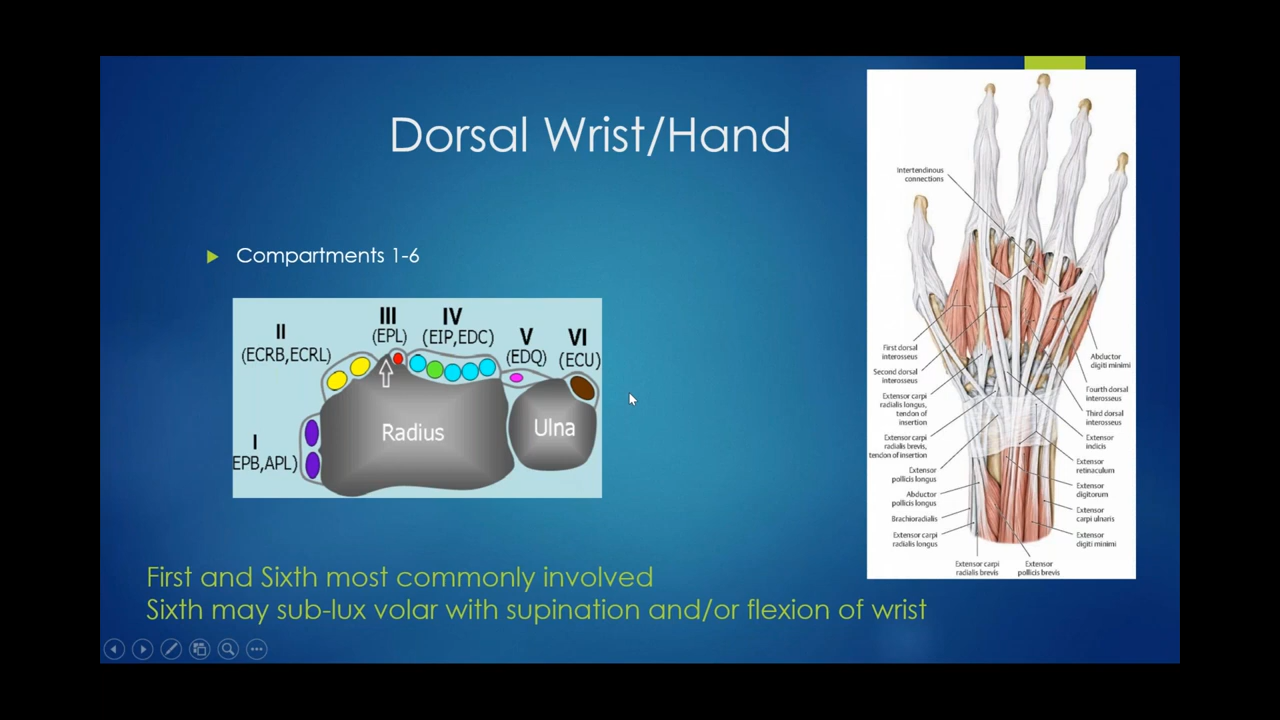 Dorsal Wrist/Hand
Compartments 1-6
III
(EPL)
IV
(EIP,EDC)
II
(ECRB,ECRL)
V
(EDQ)
VI
(ECU)
I
EPB,APL)
Radius
Ulna
First and Sixth most commonly involved
Sixth may sub-lux volar with supination and/or flexion of wrist
Intertendinous
connections
First dorsal
interosseus
Second dorsal
interosseus
Extensor carpi
radialis longus,
tendon of
insertion
Extensor carpi
radialis brevis,
tendon of insertion
Extensor
pollicis longus
Abductor
pollicis longus
Brachioradialis
Extensor carpi
radialis longus
Extensor carpi
radialis brevis
Extensor
pollicis brevis
Abductor
digiti minimi
Fourth dorsal
interosseus
Third dorsal
interosseus
Extensor
indicis
Extensor
retinaculum
Extensor
digitorum
Extensor
carpi ulnaris
Extensor
digiti minimi